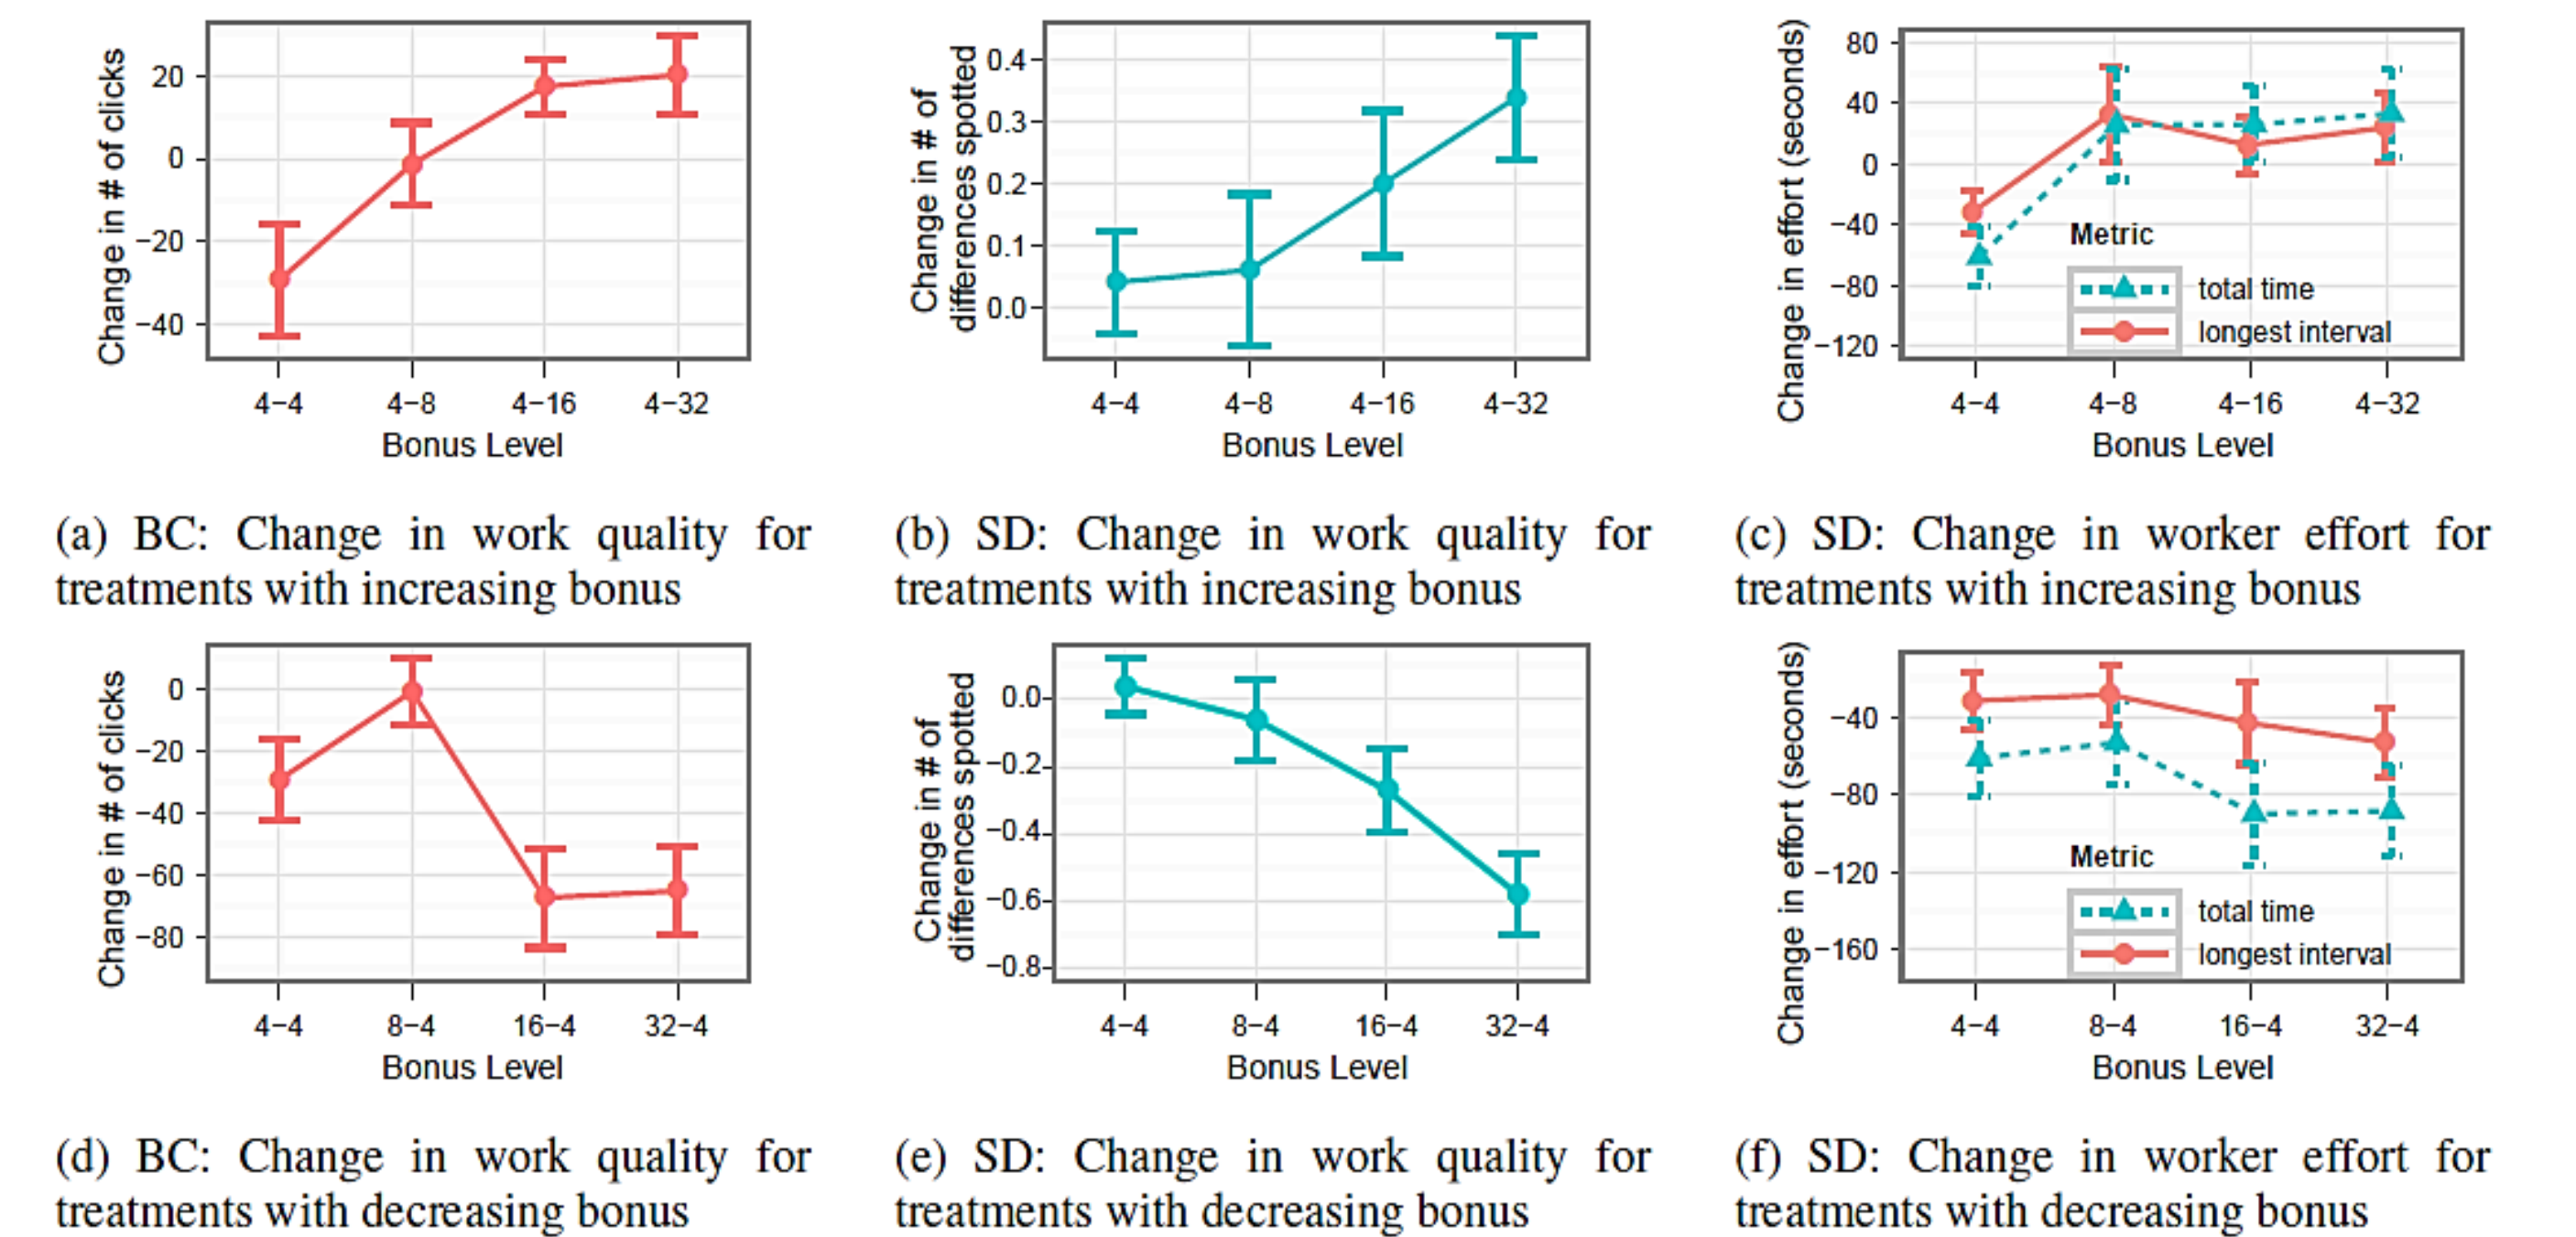 Change in # of clicks
20
0
−20
−40
4−4 4−8 4−16 4−32
Bonus Level
(a) BC: Change in work quality for
treatments with increasing bonus
Change in # of
differences spotted
0.4
0.3
0.2
0.1
0.0
4−4 4−8 4−16 4−32
Bonus Level
(b) SD: Change in work quality for
treatments with increasing bonus
Change in effort (seconds)
80
40
0
−40
−80
−120
Metric
total time
longest interval
4−4 4−8 4−16 4−32
Bonus Level
(c) SD: Change in worker effort for
treatments with increasing bonus
Change in # of clicks
0
−20
−40
−60
−80
4−4 8−4 16−4 32−4
Bonus Level
(d) BC: Change in work quality for
treatments with decreasing bonus
Change in # of
differences spotted
0.0
−0.2
−0.4
−0.6
−0.8
4−4 8−4 16−4 32−4
Bonus Level
(e) SD: Change in work quality for
treatments with decreasing bonus
Change in effort (seconds)
−40
−80
−120
−160
Metric
total time
longest interval
4−4 8−4 16−4 32−4
Bonus Level
(f) SD: Change in worker effort for
treatments with decreasing bonus